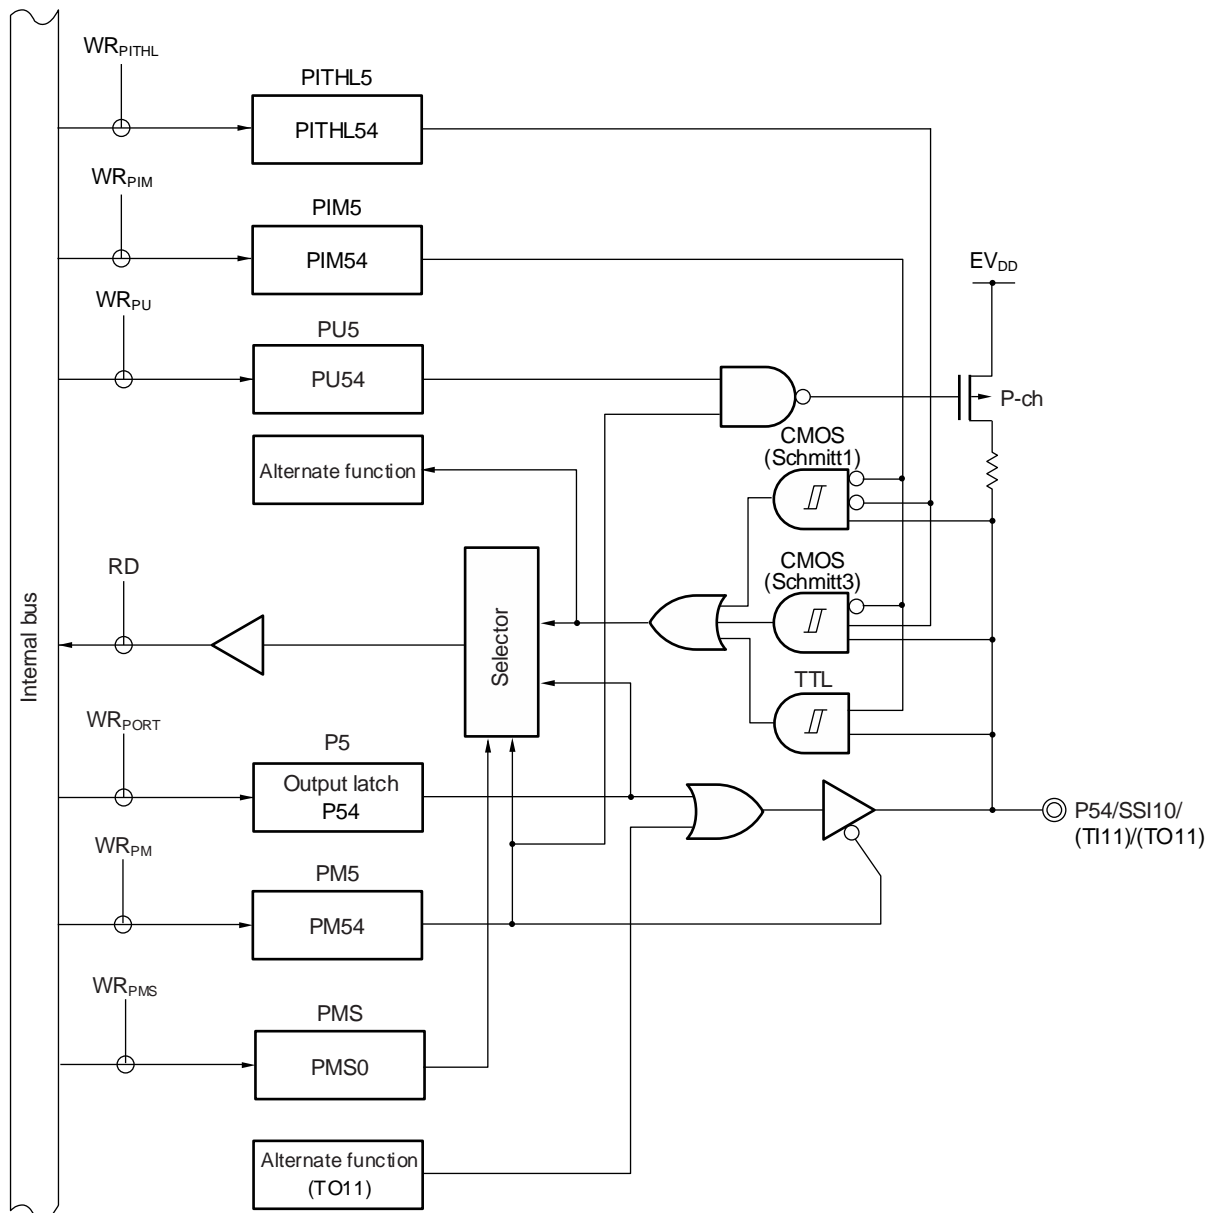 WRPITHL
PITHL5
PITHL54
WRPIM
PIM5
PIM54
EVDD
WRPU
PU5
PU54
P-ch
CMOS
(Schmitt1)
Alternate function
RD
CMOS
(Schmitt3)
Internal bus
Selector
TTL
WRPORT
P5
Output latch
P54
P54/SSI10/
(TI11)/(TO11)
WRPM
PM5
PM54
WRPMS
PMS
PMS0
Alternate function
(TO11)